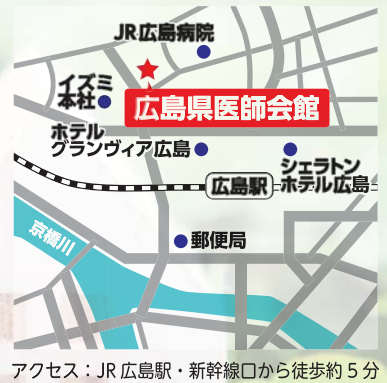 JR広島病院
イズミ
本社
広島県医師会館
ホテル
グランヴィア広島
シェラトン
ホテル広島
広島駅
京橋川
郵便局
アクセス：JR広島駅・新幹線口から徒歩約5分